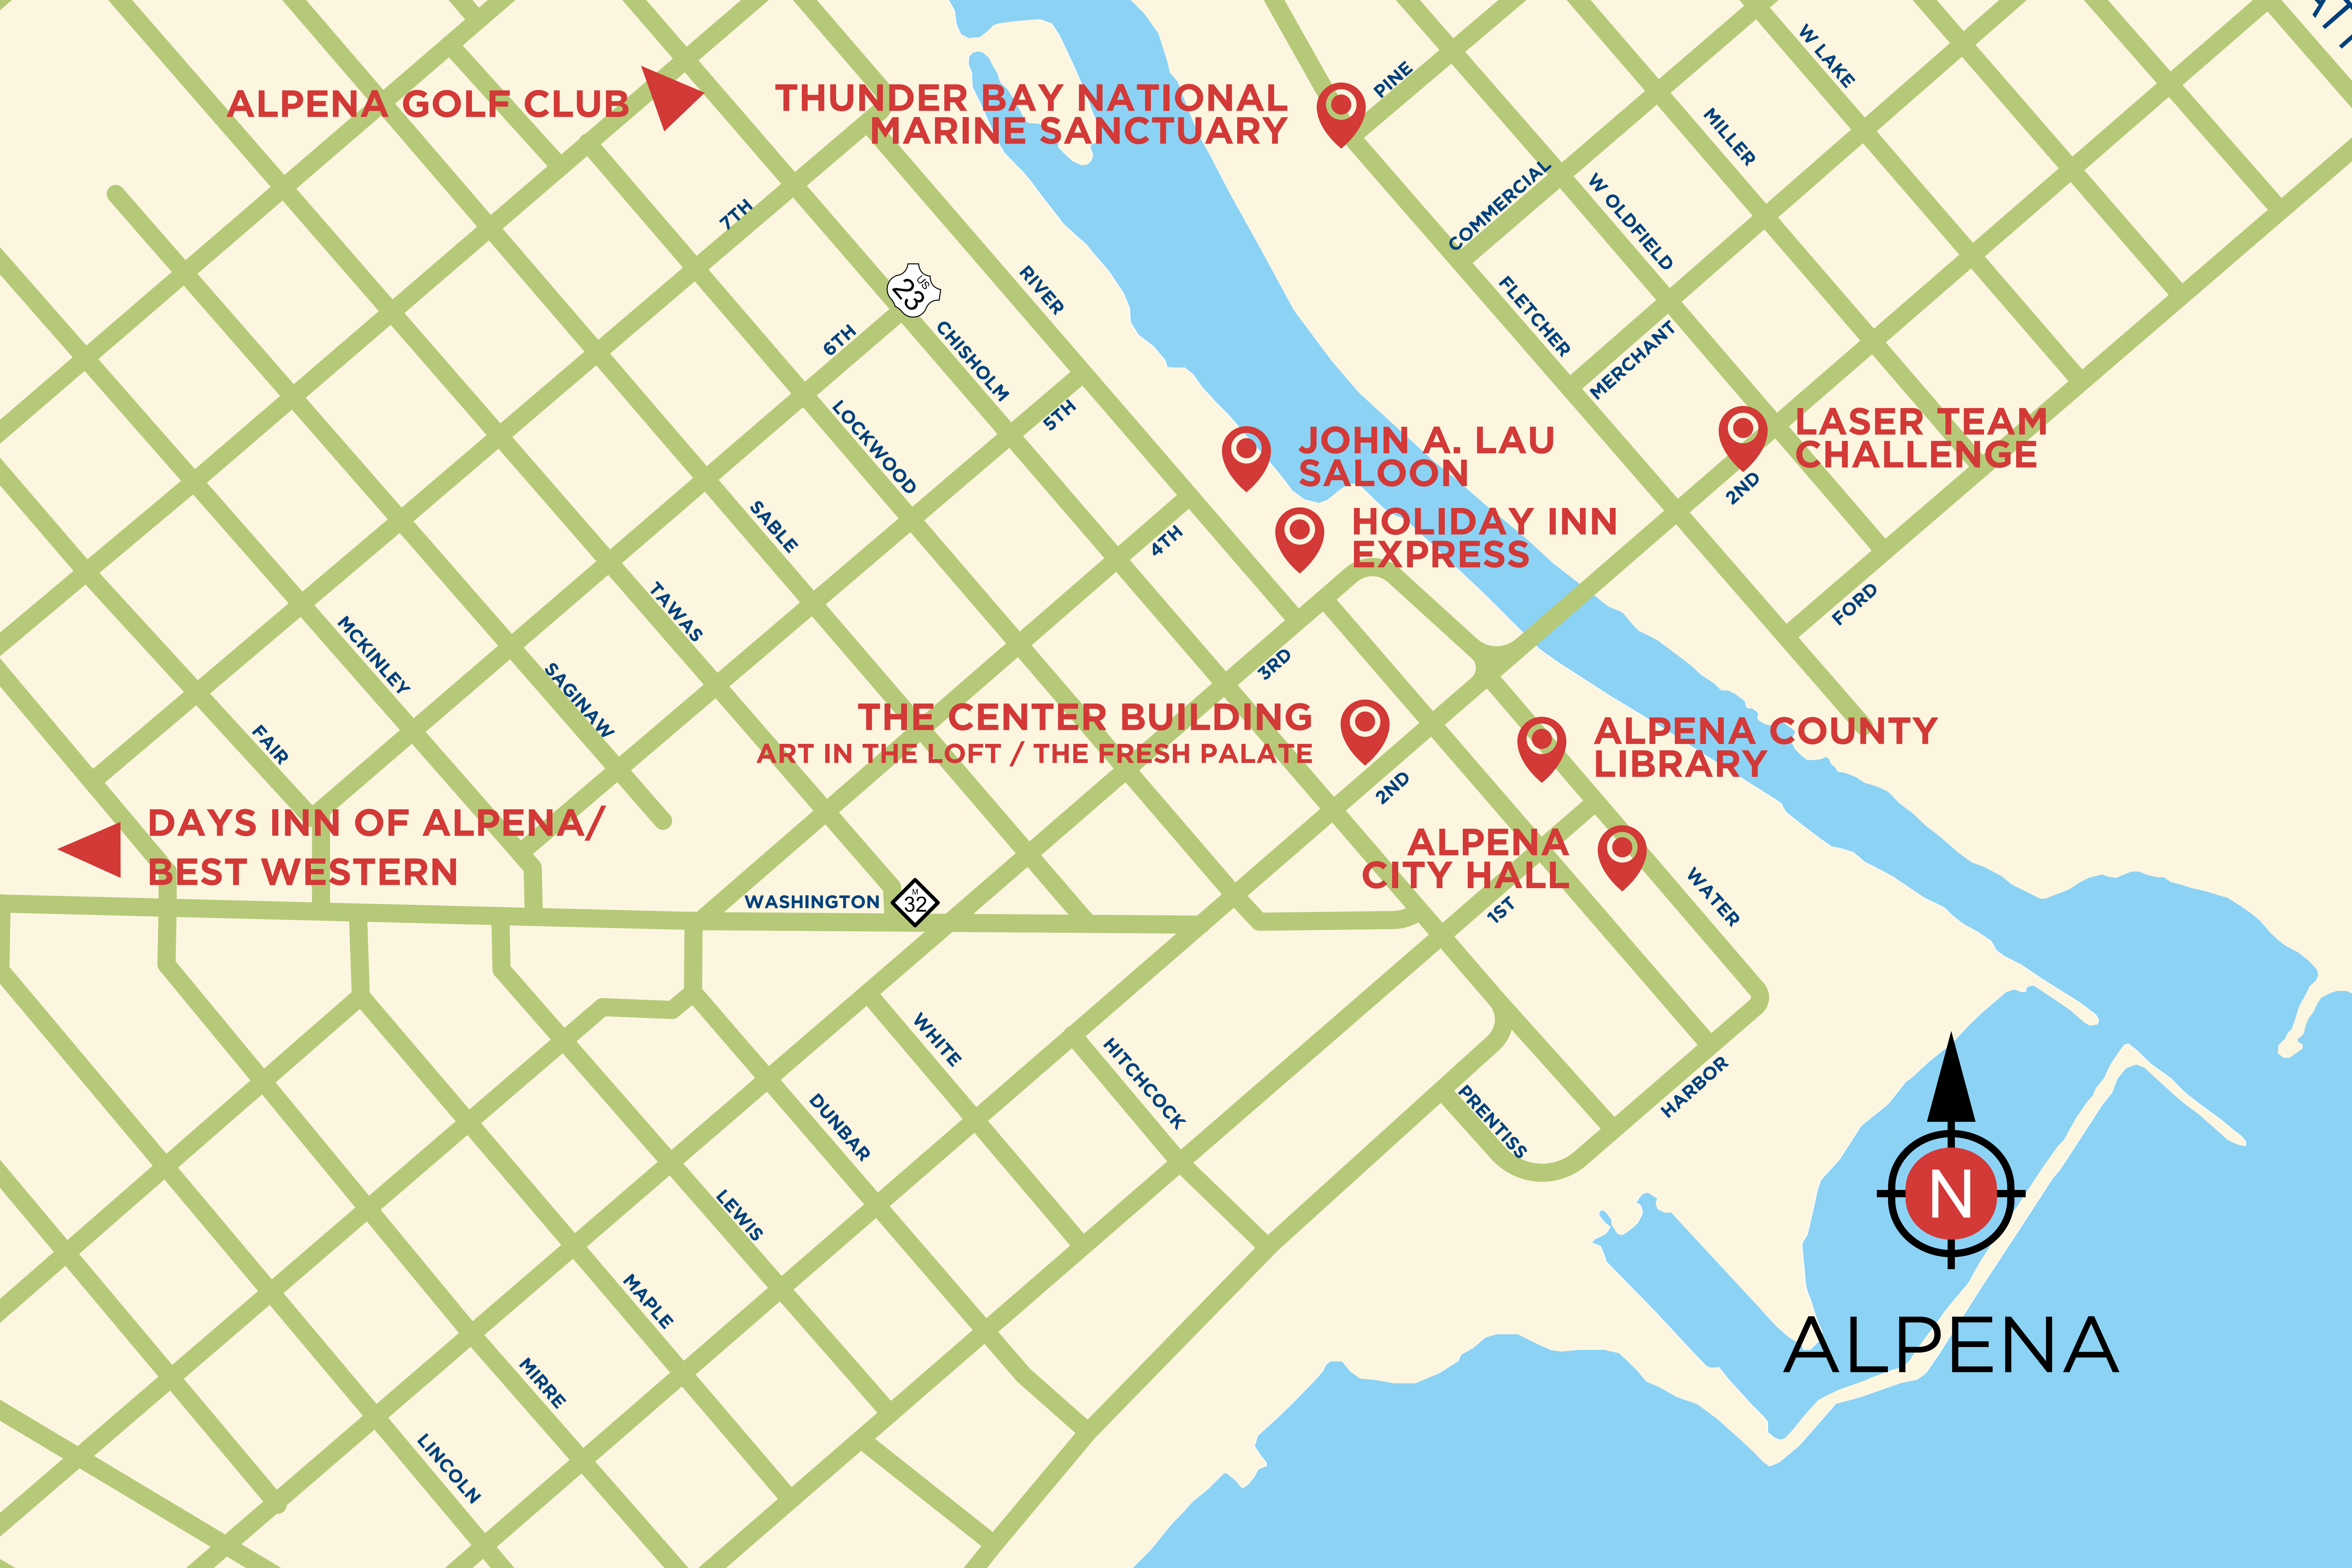 ALPENA GOLF CLUB
THUNDER BAY NATIONAL
MARINE SANCTUARY
PINE
W LAKE
MILLER
COMMERCIAL
W OLDFIELD
7TH
RIVER
US
23
FLETCHER
6TH
CHISHOLM
MERCHANT
5TH
LOCKWOOD
JOHN A. LAU
SALOON
LASER TEAM
CHALLENGE
2ND
SABLE
4TH
HOLIDAY INN
EXPRESS
TAWAS
FORD
MCKINLEY
SAGINAW
3RD
FAIR
THE CENTER BUILDING
ART IN THE LOFT / THE FRESH PALATE
2ND
ALPENA COUNTY
LIBRARY
DAYS INN OF ALPENA/
BEST WESTERN
ALPENA
CITY HALL
WASHINGTON
M
32
1ST
WATER
WHITE
HITCHCOCK
DUNBAR
PRENTISS
HARBOR
LEWIS
MAPLE
MIRRE
LINCOLN
N
ALPENA